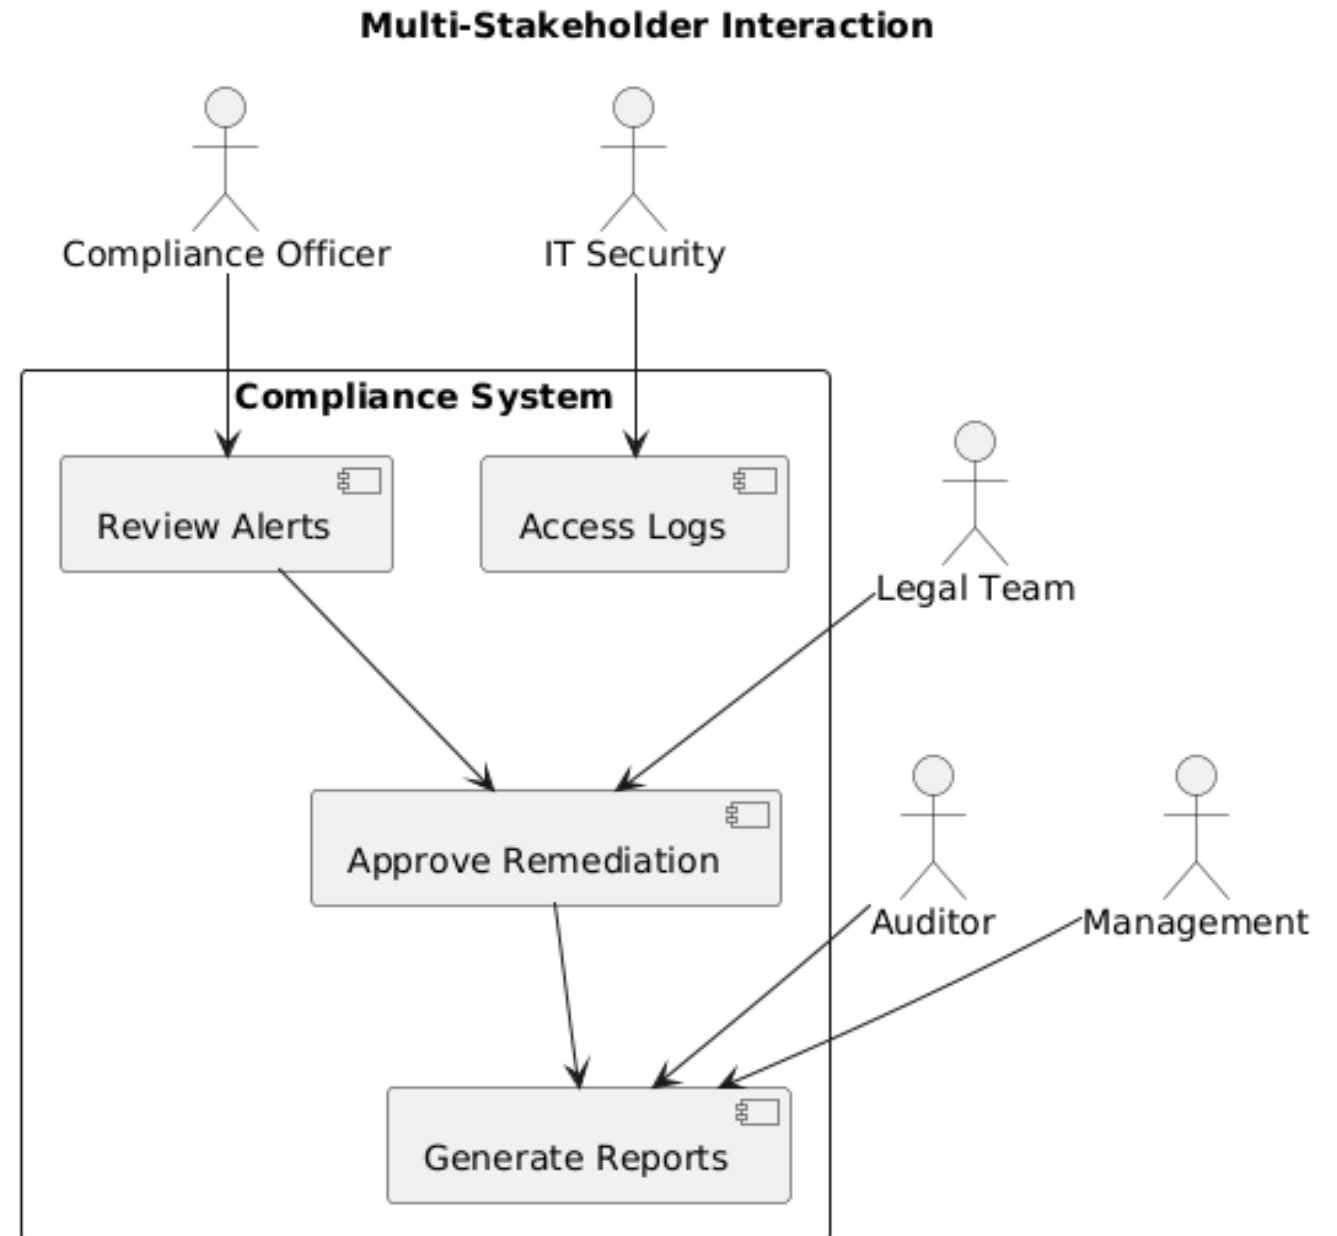 Multi-Stakeholder Interaction
Compliance Officer
IT Security
Compliance System
Review Alerts
Access Logs
Legal Team
Approve Remediation
Auditor
Management
Generate Reports